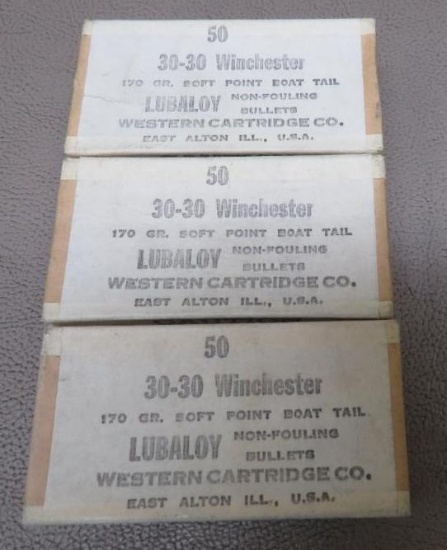 50
30-30 Winchester
170 GR. SOFT POINT BOAT TAIL
LUBALOY NON-FOULING BULLETS
WESTERN CARTRIDGE CO.
EAST ALTON ILL., U.S.A.
50
30-30 Winchester
170 GR. SOFT POINT BOAT TAIL
LUBALOY NON-FOULING BULLETS
WESTERN CARTRIDGE CO.
EAST ALTON ILL., U.S.A.
50
30-30 Winchester
170 GR. SOFT POINT BOAT TAIL
LUBALOY NON-FOULING BULLETS
WESTERN CARTRIDGE CO.
EAST ALTON ILL., U.S.A.